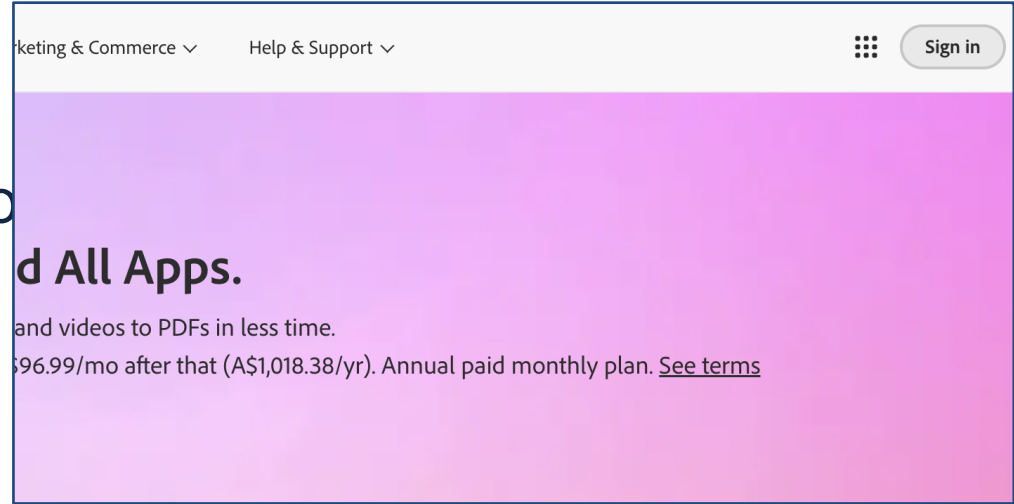 keting & Commerce Help & Support Sign in
d All Apps.
and videos to PDFs in less time.
$96.99/mo after that (A$1,018.38/yr). Annual paid monthly plan. See terms